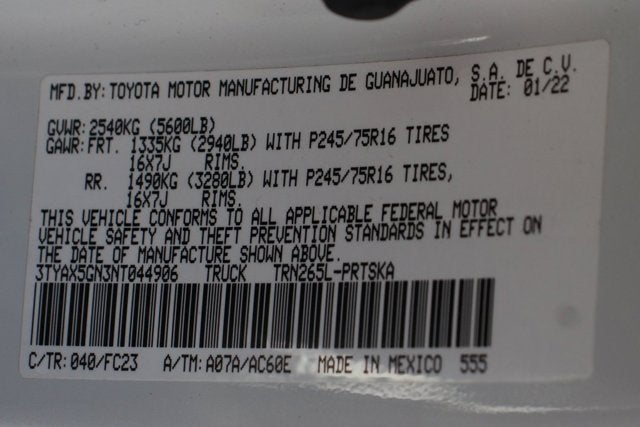 MFD.BY: TOYOTA MOTOR MANUFACTURING DE GUANAJUATO, S.A. DE C.V.
DATE: 01/22
GVWR: 2540KG (5600LB)
GAWR: FRT. 1335KG (2940LB) WITH P245/75R16 TIRES
16X7J RIMS.
RR. 1490KG (3280LB) WITH P245/75R16 TIRES,
16X7J RIMS.
THIS VEHICLE CONFORMS TO ALL APPLICABLE FEDERAL MOTOR
VEHICLE SAFETY AND THEFT PREVENTION STANDARDS IN EFFECT ON
THE DATE OF MANUFACTURE SHOWN ABOVE.
3TYAX5GN3NT044906 TRUCK TRN265L-PRTSKA
C/TR: 040/FC23 A/TM: A07A/AC60E MADE IN MEXICO 555